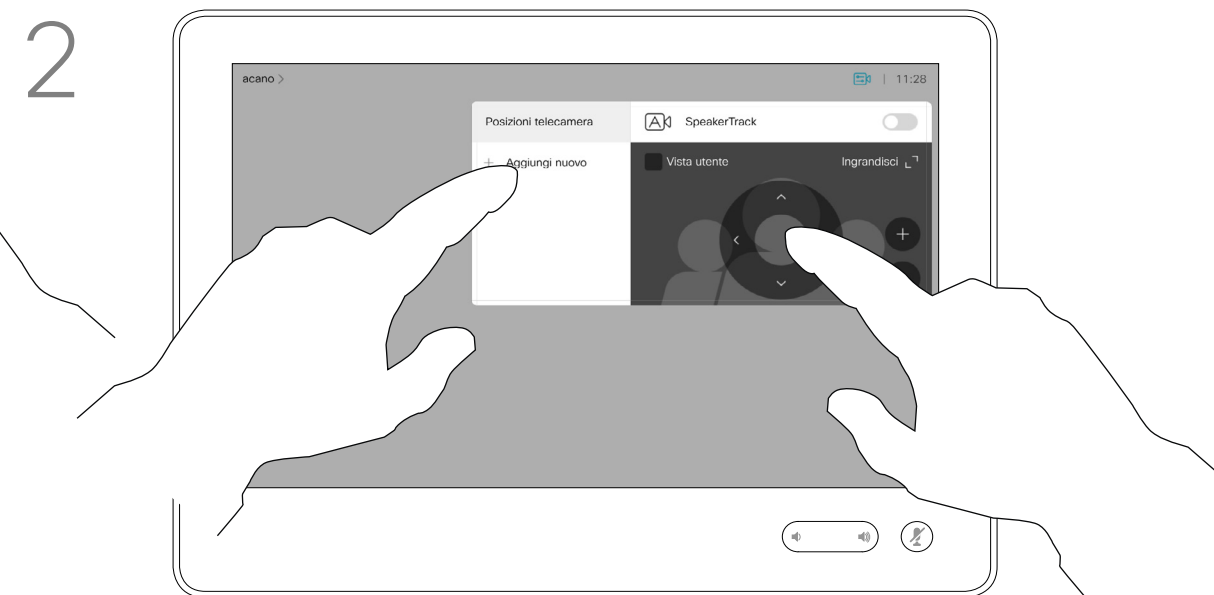 2
acano >
11:28
Posizioni telecamera
SpeakerTrack
+ Aggiungi nuovo
Vista utente
Ingrandisci